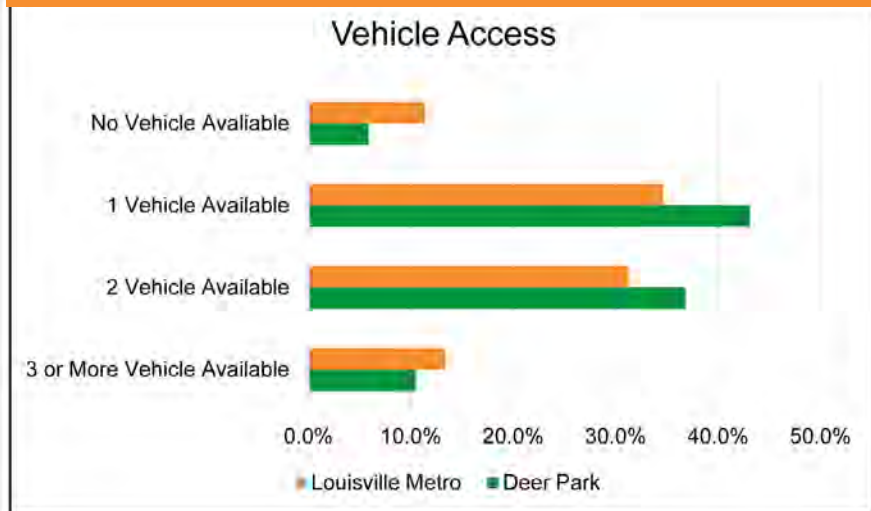 Vehicle Access
No Vehicle Avaliable
1 Vehicle Available
2 Vehicle Available
3 or More Vehicle Available
0.0% 10.0% 20.0% 30.0% 40.0% 50.0%
Louisville Metro Deer Park